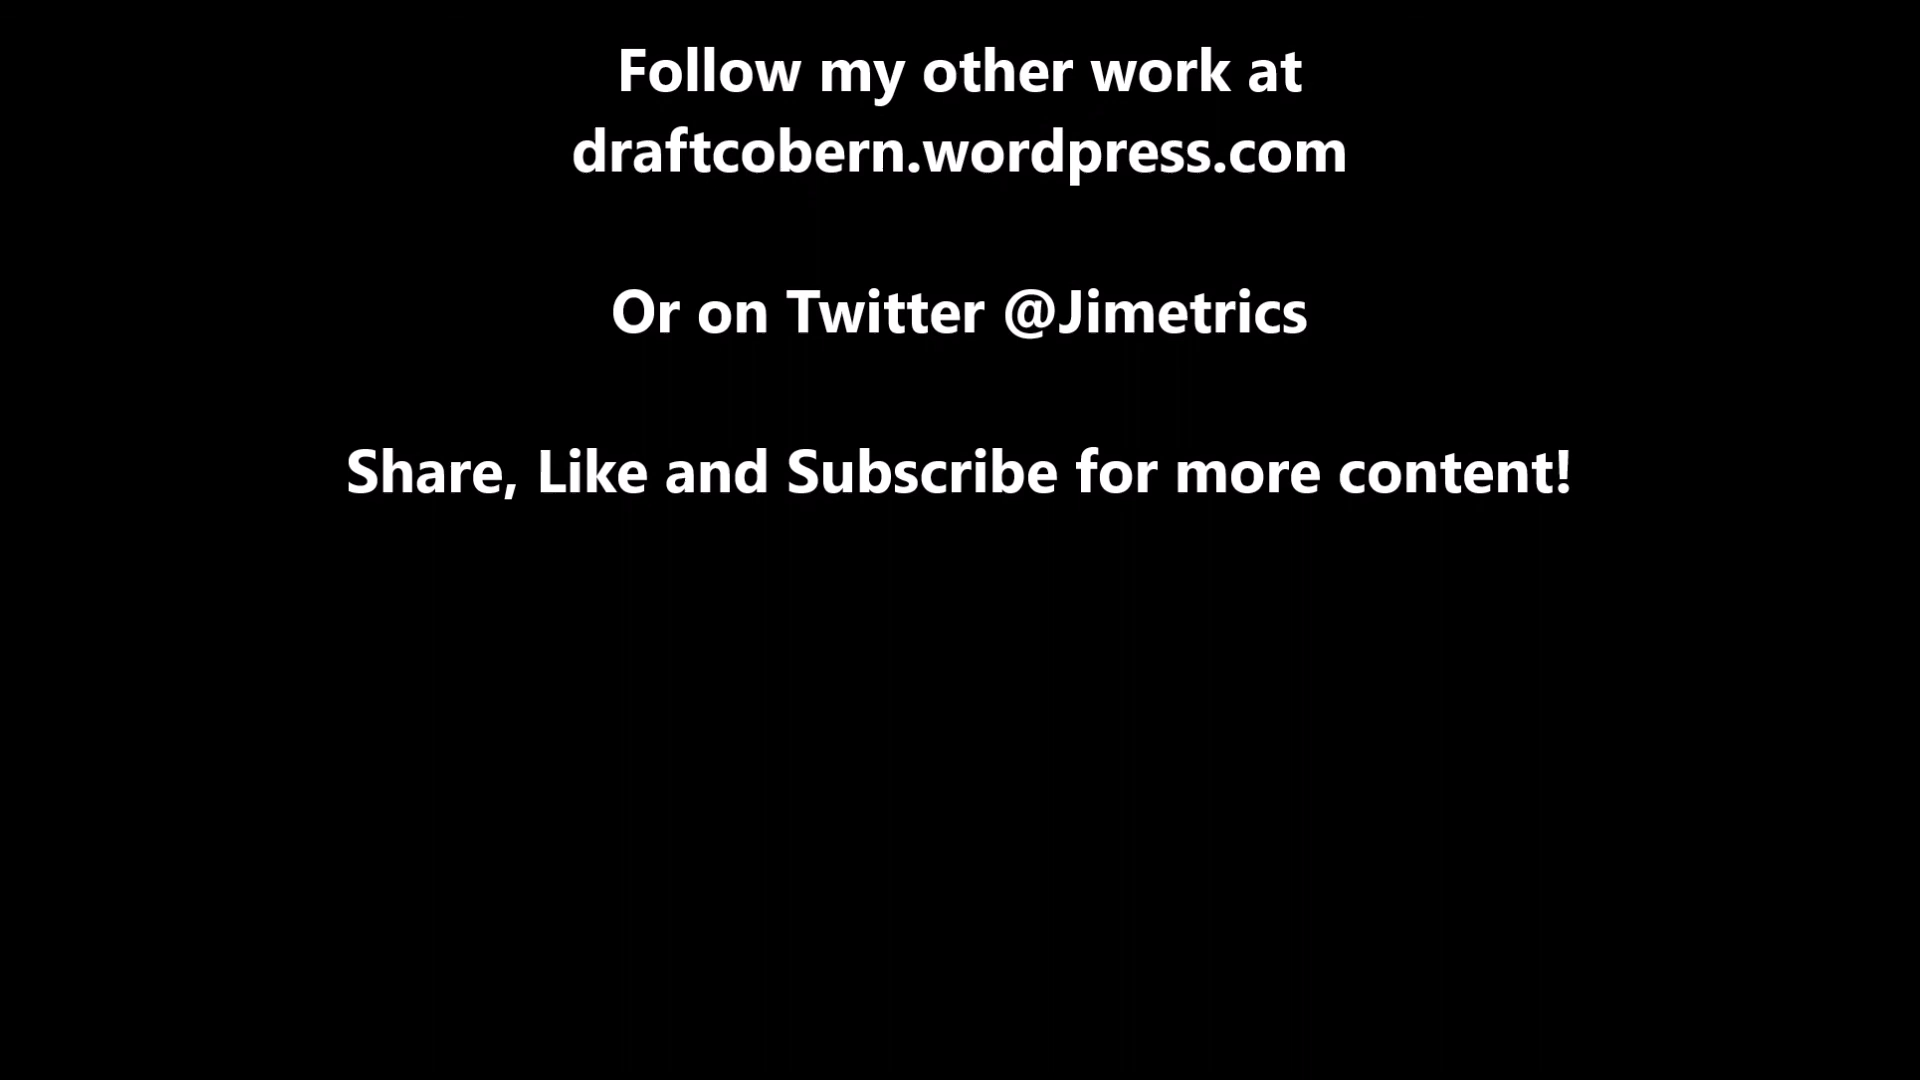 Follow my other work at
draftcobern.wordpress.com
Or on Twitter @Jimetrics
Share, Like and Subscribe for more content!